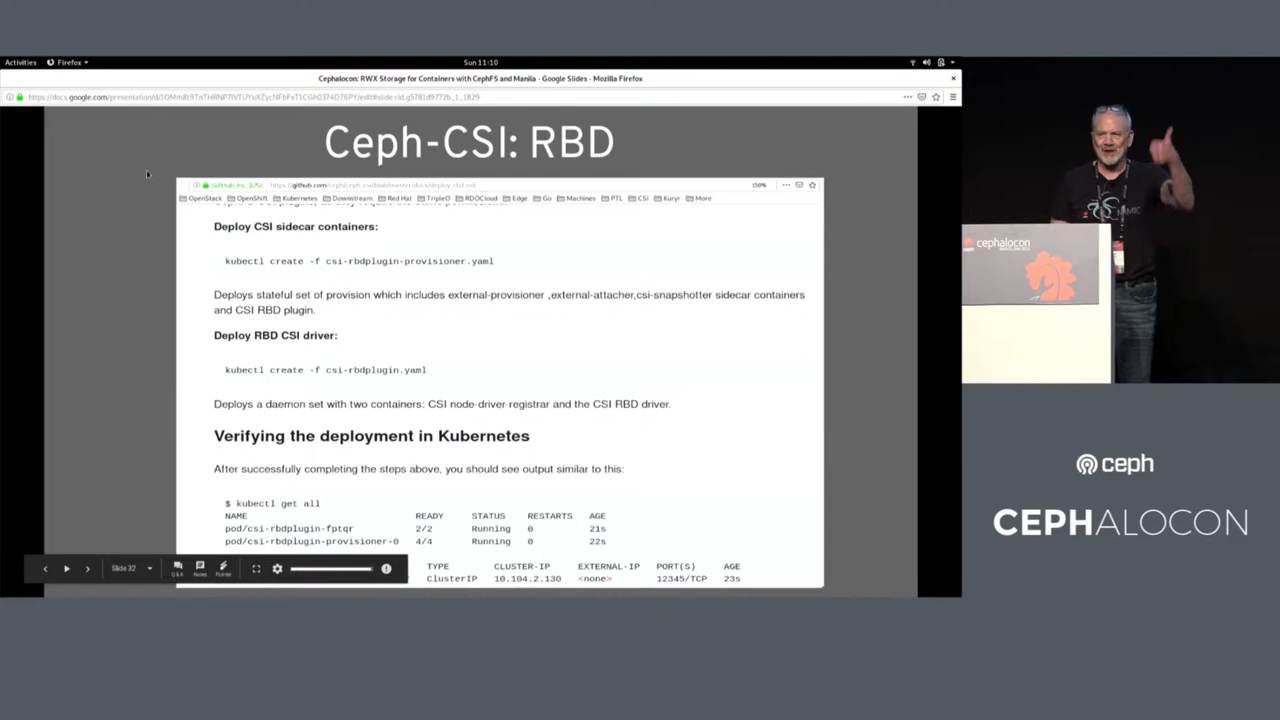 Activities
Firefox
Sun 11:10
Cephalocon: RWX Storage for Containers with CephFS and Manila - Google Slides - Mozilla Firefox
Ceph-CSI: RBD
GitHub, Inc. [US]
150%
OpenStack OpenShift Kubernetes Downstream Red Hat TripleO RDOCloud Edge Go Machines PTL CSI Kuryr More
Deploy CSI sidecar containers:
kubectl create -f csi-rbdplugin-provisioner.yaml
Deploys stateful set of provision which includes external-provisioner ,external-attacher,csi-snapshotter sidecar containers
and CSI RBD plugin.
Deploy RBD CSI driver:
kubectl create -f csi-rbdplugin.yaml
Deploys a daemon set with two containers: CSI node-driver-registrar and the CSI RBD driver.
Verifying the deployment in Kubernetes
After successfully completing the steps above, you should see output similar to this:
$ kubectl get all
NAME READY STATUS RESTARTS AGE
pod/csi-rbdplugin-fptqr 2/2 Running 0 21s
pod/csi-rbdplugin-provisioner-0 4/4 Running 0 22s
TYPE CLUSTER-IP EXTERNAL-IP PORT(S) AGE
ClusterIP 10.104.2.130 <none> 12345/TCP 23s
Slide 32
Q&A
Notes
Pointer
cephalocon
MIMIC
ceph
CEPHALOCON